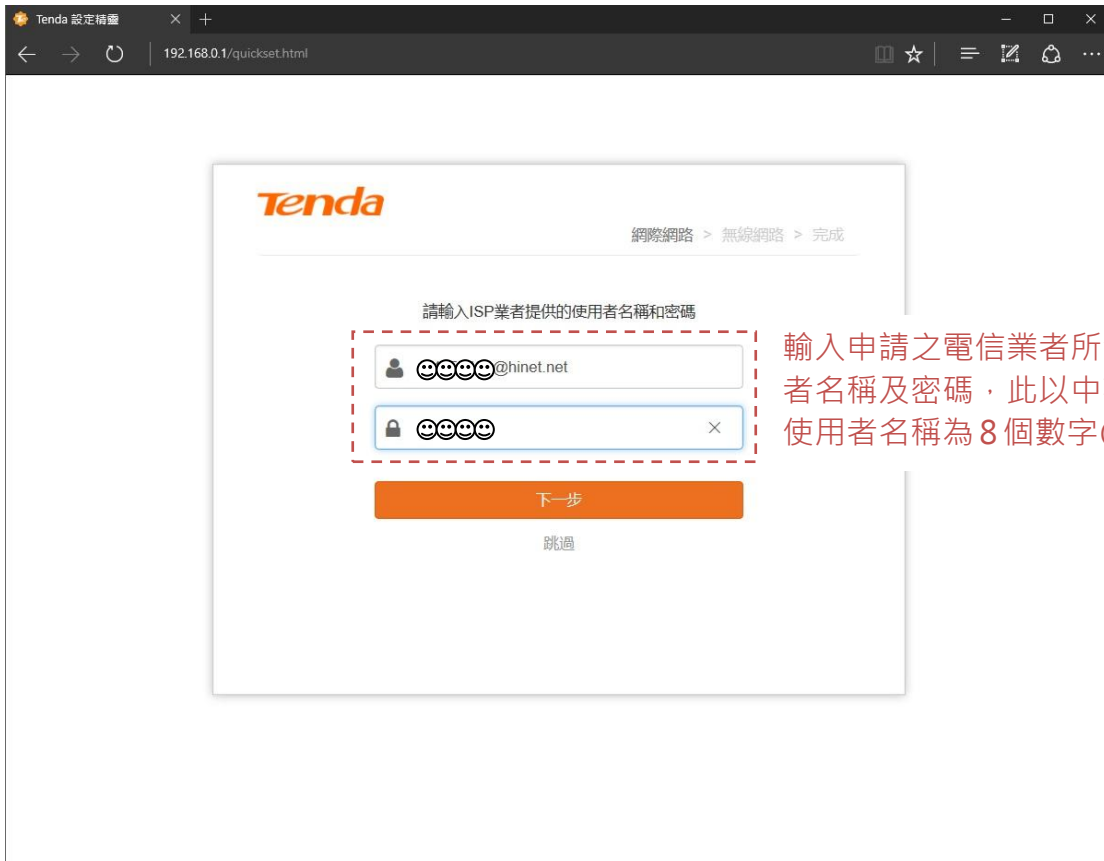 Tenda 設定精靈
192.168.0.1/quickset.html
Tenda
網際網路 > 無線網路 > 完成
請輸入ISP業者提供的使用者名稱和密碼
@hinet.net
下一步
跳過
輸入申請之電信業者所
者名稱及密碼，此以中
使用者名稱為8個數字